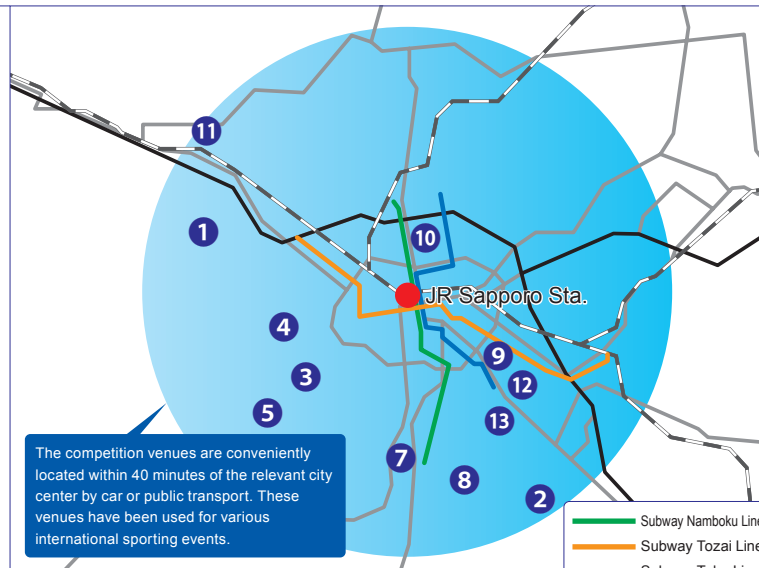 11
1
10
JR Sapporo Sta.
4
9
3
12
5
13
7
8
2
The competition venues are conveniently
located within 40 minutes of the relevant city
center by car or public transport. These
venues have been used for various
international sporting events.
Subway Namboku Line
Subway Tozai Line